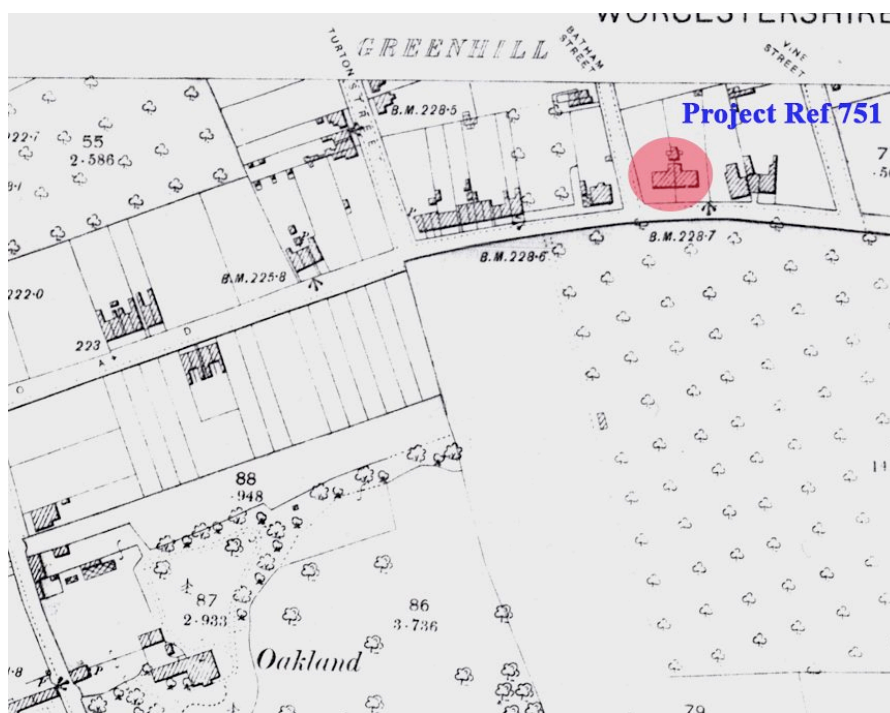 WORCESTERSHIRE
GREENHILL
TURTON STREET
BATHAM
STREET
VINE
STREET
Project Ref 751
B.M.228·5
55
2·586
B.M.228·7
B.M.228·6
B.M.225·8
222·0
223
A
D
O
88
·948
87
2·933
86
3·736
Oakland
79